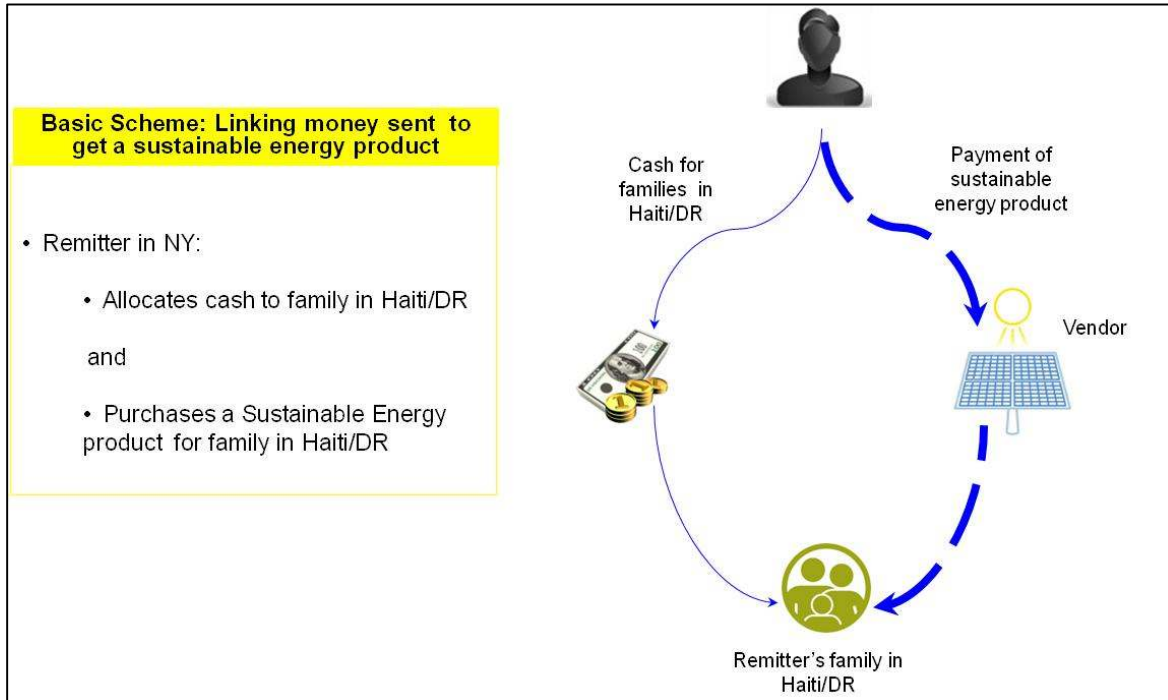 Basic Scheme: Linking money sent to
get a sustainable energy product
• Remitter in NY:
• Allocates cash to family in Haiti/DR
and
• Purchases a Sustainable Energy
product for family in Haiti/DR
Cash for
families in
Haiti/DR
Payment of
sustainable
energy product
Vendor
100
Remitter's family in
Haiti/DR